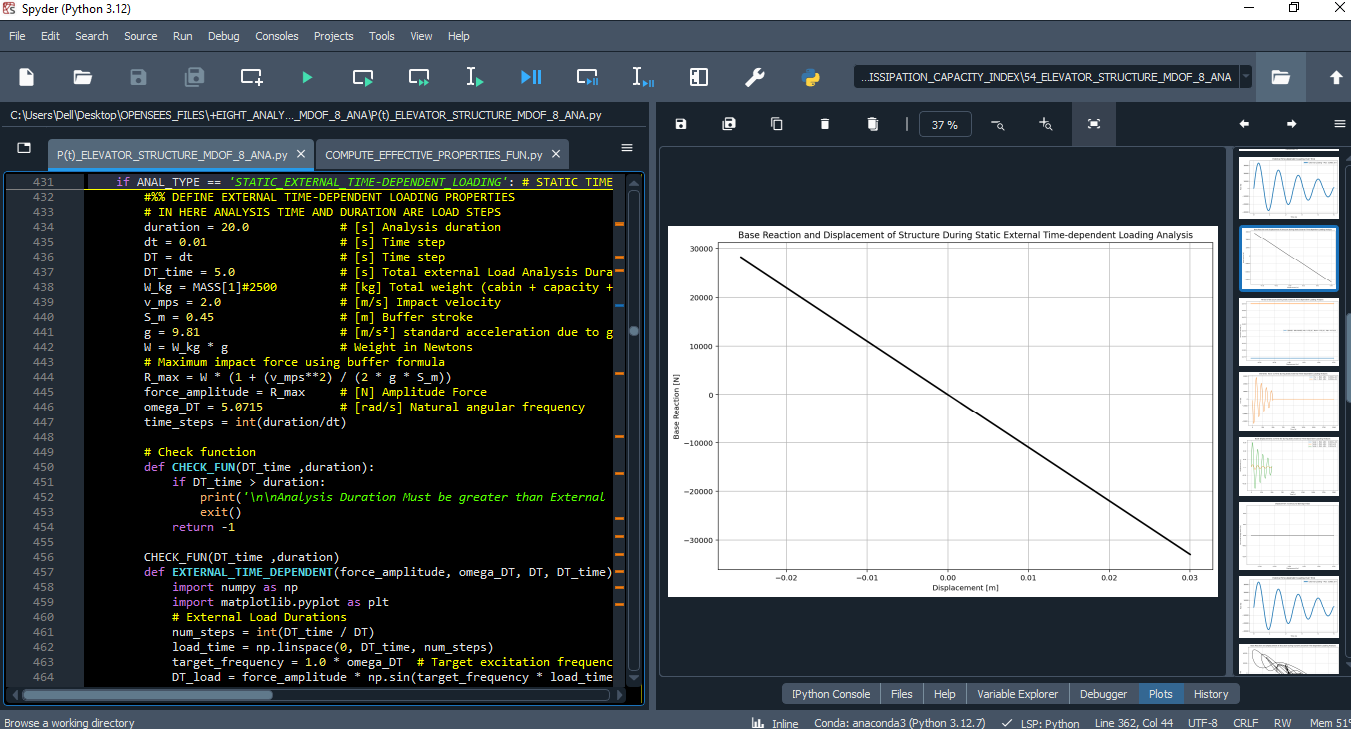 Spyder (Python 3.12)
File Edit Search Source Run Debug Consoles Projects Tools View Help
...ISSIPATION_CAPACITY_INDEX\54_ELEVATOR_STRUCTURE_MDOF_8_ANA
C:\Users\Dell\Desktop\OPENSEES_FILES\+EIGHT_ANALY..._MDOF_8_ANA\P(t)_ELEVATOR_STRUCTURE_MDOF_8_ANA.py
P(t)_ELEVATOR_STRUCTURE_MDOF_8_ANA.py COMPUTE_EFFECTIVE_PROPERTIES_FUN.py
431 if ANAL_TYPE == 'STATIC_EXTERNAL_TIME-DEPENDENT_LOADING': # STATIC TIME
432 #%% DEFINE EXTERNAL TIME-DEPENDENT LOADING PROPERTIES
433 # IN HERE ANALYSIS TIME AND DURATION ARE LOAD STEPS
434 duration = 20.0 # [s] Analysis duration
435 dt = 0.01 # [s] Time step
436 DT = dt # [s] Time step
437 DT_time = 5.0 # [s] Total external Load Analysis Dura
438 W_kg = MASS[1]#2500 # [kg] Total weight (cabin + capacity +
439 v_mps = 2.0 # [m/s] Impact velocity
440 S_m = 0.45 # [m] Buffer stroke
441 g = 9.81 # [m/s²] standard acceleration due to g
442 W = W_kg * g # Weight in Newtons
443 # Maximum impact force using buffer formula
444 R_max = W * (1 + (v_mps**2) / (2 * g * S_m))
445 force_amplitude = R_max # [N] Amplitude Force
446 omega_DT = 5.0715 # [rad/s] Natural angular frequency
447 time_steps = int(duration/dt)
448
449 # Check function
450 def CHECK_FUN(DT_time ,duration):
451 if DT_time > duration:
452 print('\n\nAnalysis Duration Must be greater than External
453 exit()
454 return -1
455
456 CHECK_FUN(DT_time ,duration)
457 def EXTERNAL_TIME_DEPENDENT(force_amplitude, omega_DT, DT, DT_time)
458 import numpy as np
459 import matplotlib.pyplot as plt
460 # External Load Durations
461 num_steps = int(DT_time / DT)
462 load_time = np.linspace(0, DT_time, num_steps)
463 target_frequency = 1.0 * omega_DT # Target excitation frequenc
464 DT_load = force_amplitude * np.sin(target_frequency * load_time
37 %
Base Reaction and Displacement of Structure During Static External Time-dependent Loading Analysis
30000
20000
10000
0
−10000
−20000
−30000
Base Reaction [N]
−0.02 −0.01 0.00 0.01 0.02 0.03
Displacement [m]
IPython Console Files Help Variable Explorer Debugger Plots History
Browse a working directory Inline Conda: anaconda3 (Python 3.12.7) LSP: Python Line 362, Col 44 UTF-8 CRLF RW Mem 51%